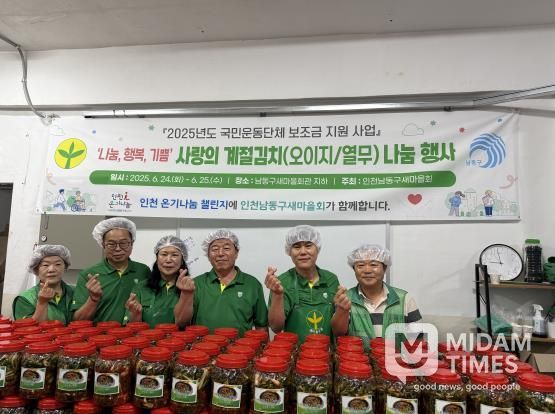 『2025년도 국민운동단체 보조금 지원 사업』
'나눔, 행복, 기쁨' 사랑의 계절김치(오이지/열무) 나눔 행사
남동구
일시 : 2025. 6. 24.(화) ~ 6. 25.(수) | 장소 : 남동구새마을회관 지하 | 주최 : 인천남동구새마을회
인천
온기나눔
인천 온기나눔 챌린지에 인천남동구새마을회가 함께합니다.
MIDAM
TIMES
good news, good people